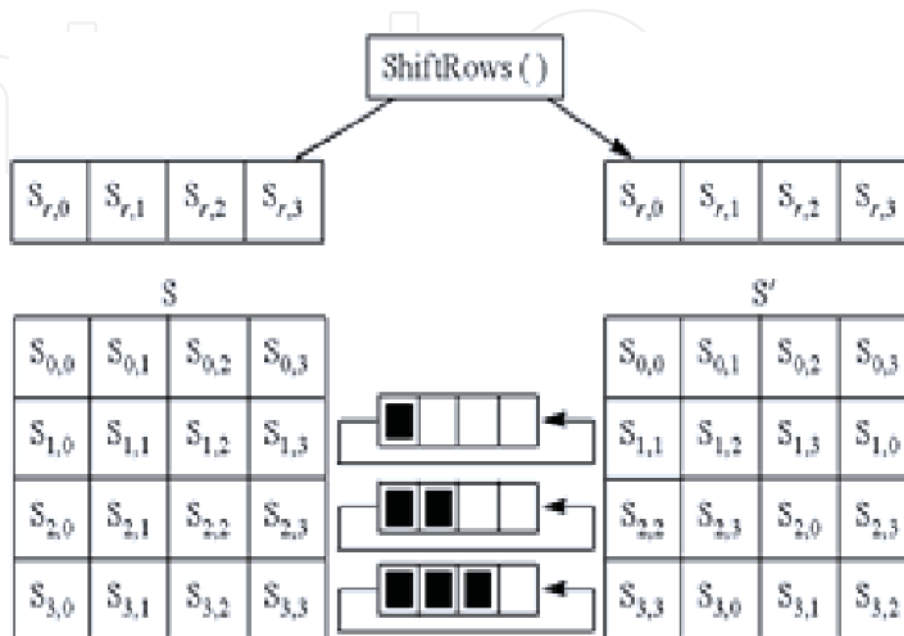 ShiftRows ( )
S_{r,0} S_{r,1} S_{r,2} S_{r,3} S_{r,0} S_{r,1} S_{r,2} S_{r,3}
S S'
S_{0,0} S_{0,1} S_{0,2} S_{0,3} S_{0,0} S_{0,1} S_{0,2} S_{0,3}
S_{1,0} S_{1,1} S_{1,2} S_{1,3} S_{1,1} S_{1,2} S_{1,3} S_{1,0}
S_{2,0} S_{2,1} S_{2,2} S_{2,3} S_{2,2} S_{2,3} S_{2,0} S_{2,3}
S_{3,0} S_{3,1} S_{3,2} S_{3,3} S_{3,3} S_{3,0} S_{3,1} S_{3,2}